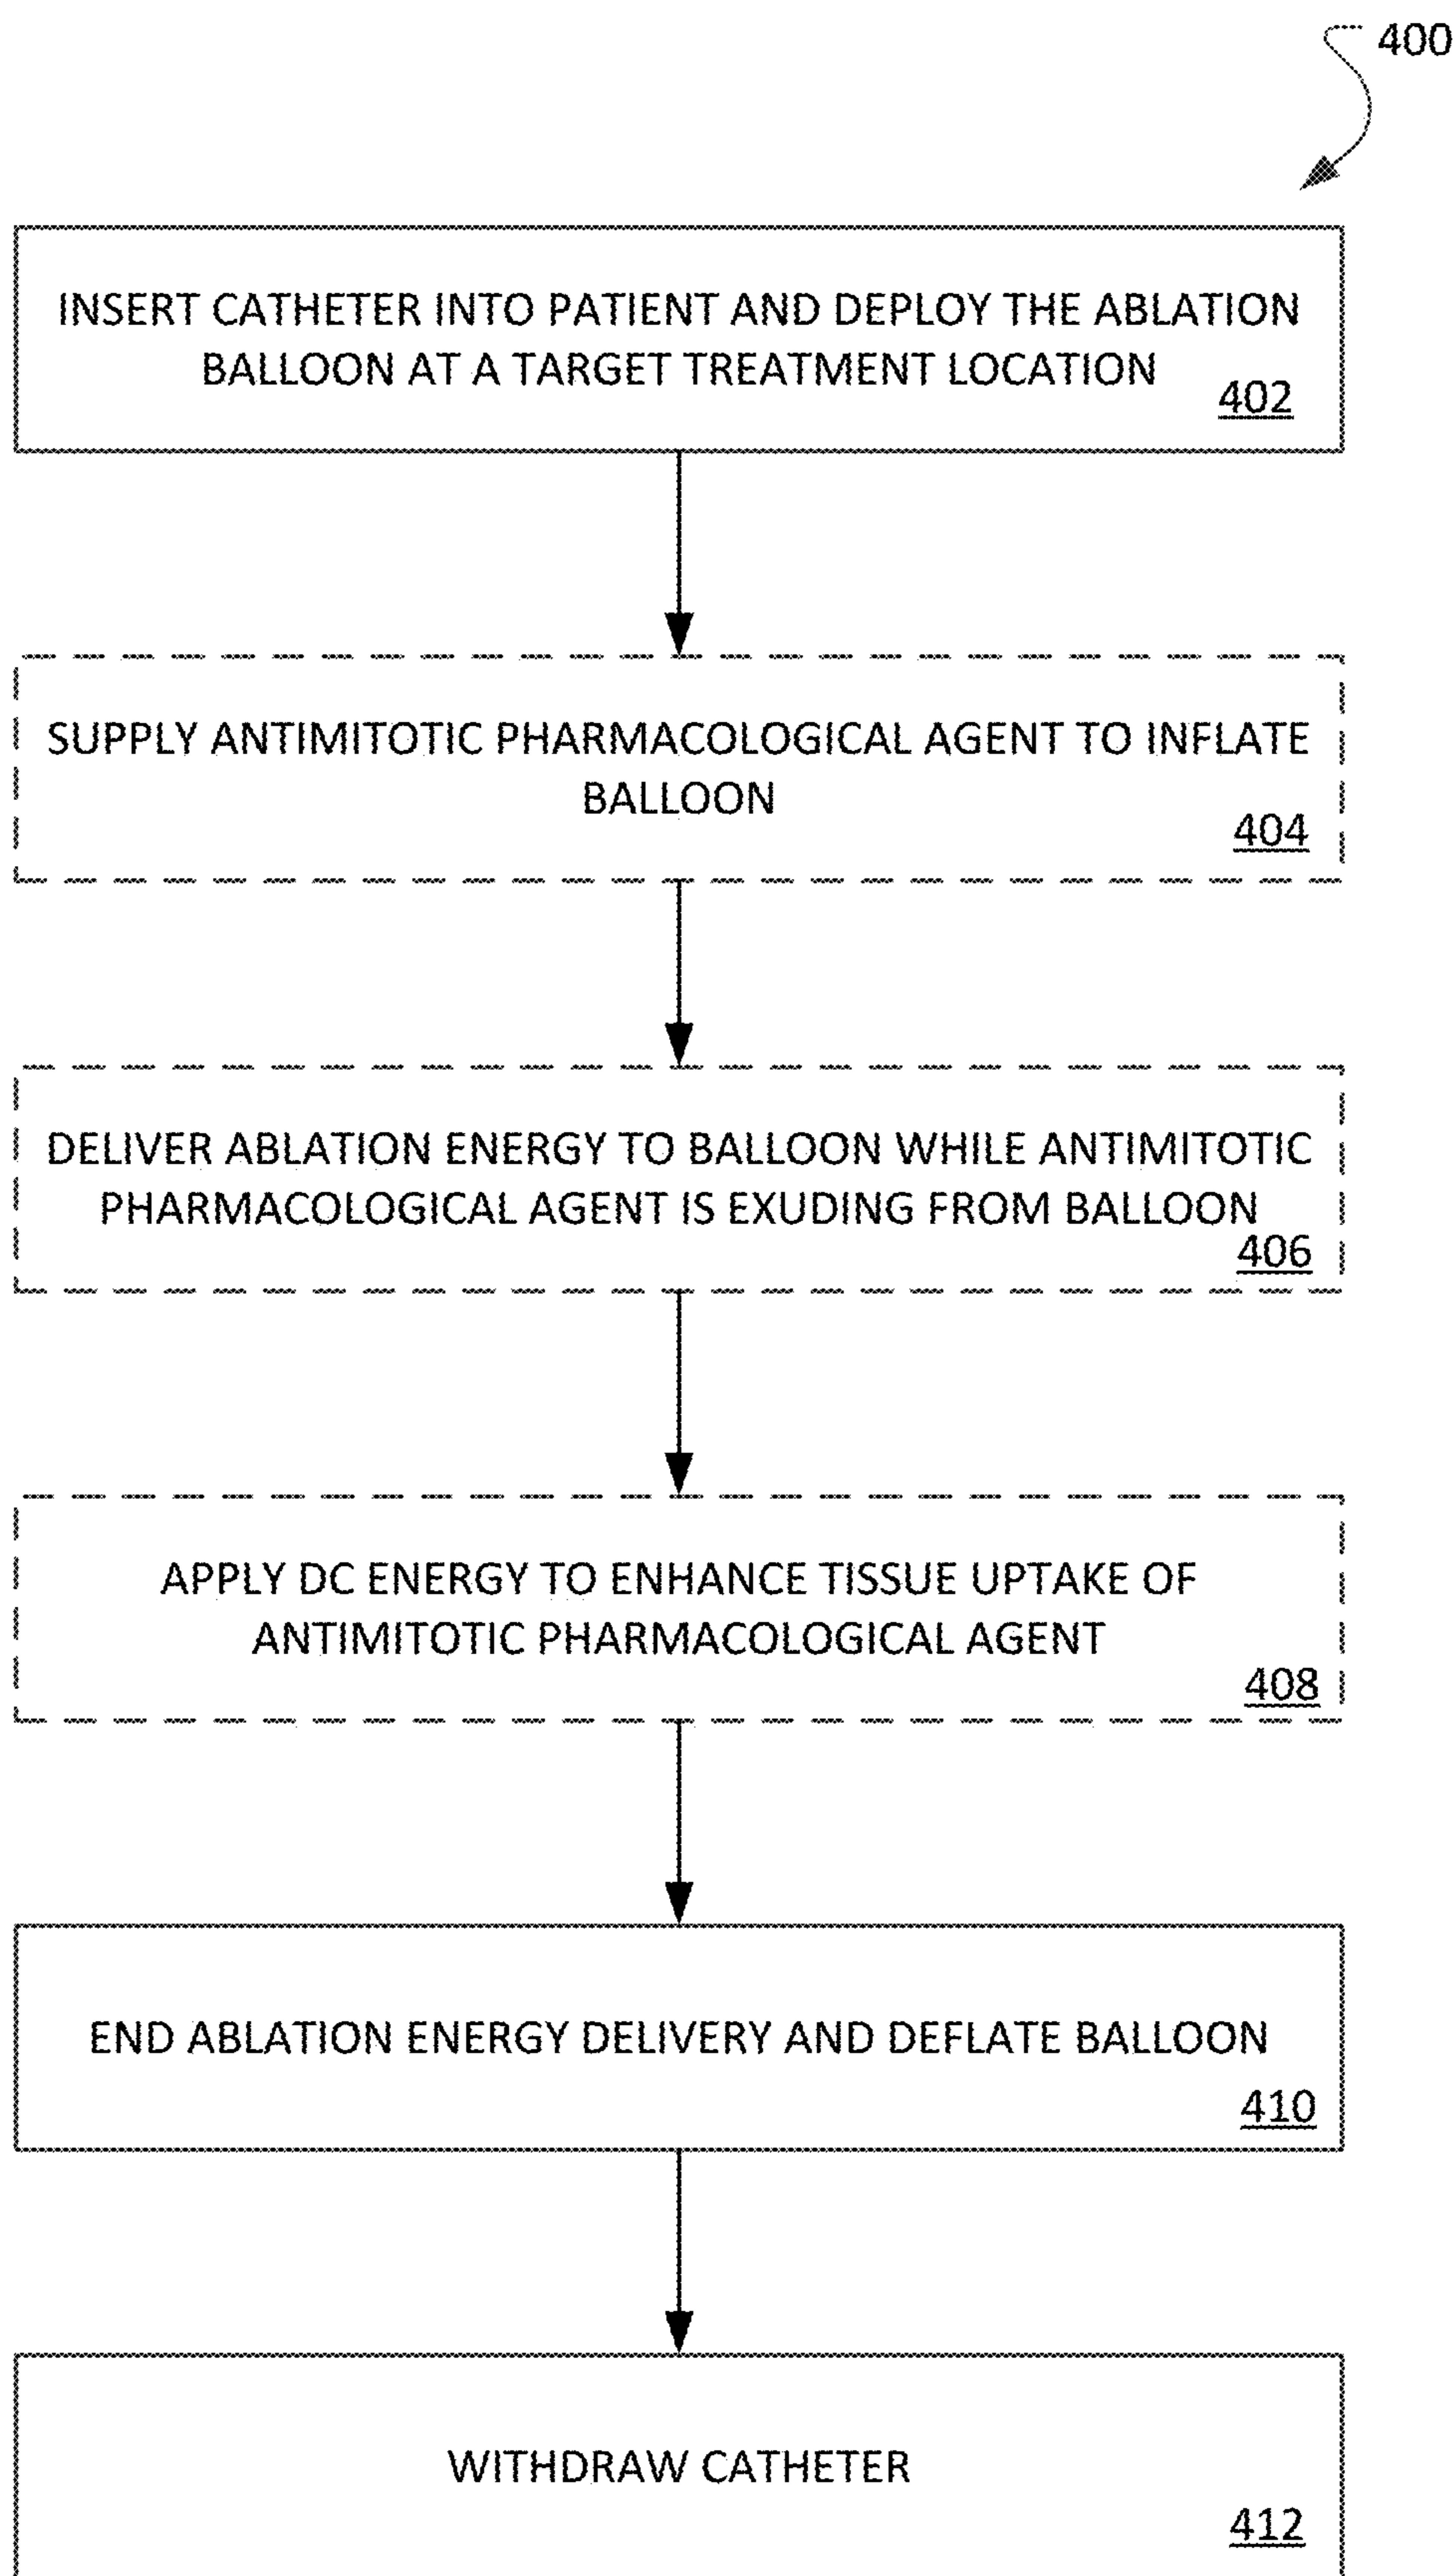 400
INSERT CATHETER INTO PATIENT AND DEPLOY THE ABLATION
BALLOON AT A TARGET TREATMENT LOCATION
402
SUPPLY ANTIMITOTIC PHARMACOLOGICAL AGENT TO INFLATE
BALLOON
404
DELIVER ABLATION ENERGY TO BALLOON WHILE ANTIMITOTIC
PHARMACOLOGICAL AGENT IS EXUDING FROM BALLOON
406
APPLY DC ENERGY TO ENHANCE TISSUE UPTAKE OF
ANTIMITOTIC PHARMACOLOGICAL AGENT
408
END ABLATION ENERGY DELIVERY AND DEFLATE BALLOON
410
WITHDRAW CATHETER
412